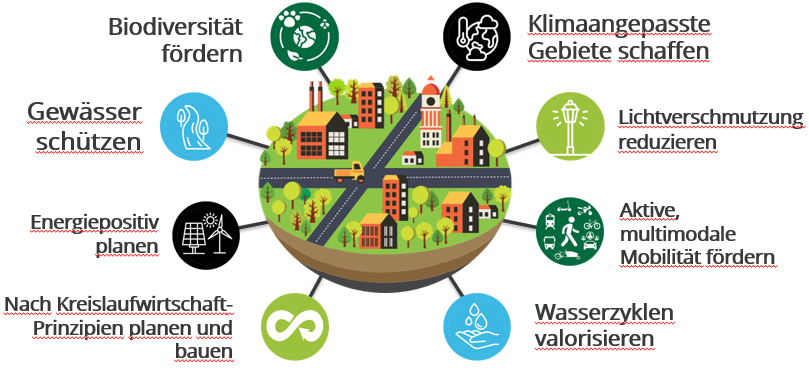 Biodiversität
fördern
Klimaangepasste
Gebiete schaffen
Gewässer
schützen
Lichtverschmutzung
reduzieren
Energiepositiv
planen
Aktive,
multimodale
Mobilität fördern
Nach Kreislaufwirtschaft-
Prinzipien planen und
bauen
Wasserzyklen
valorisieren